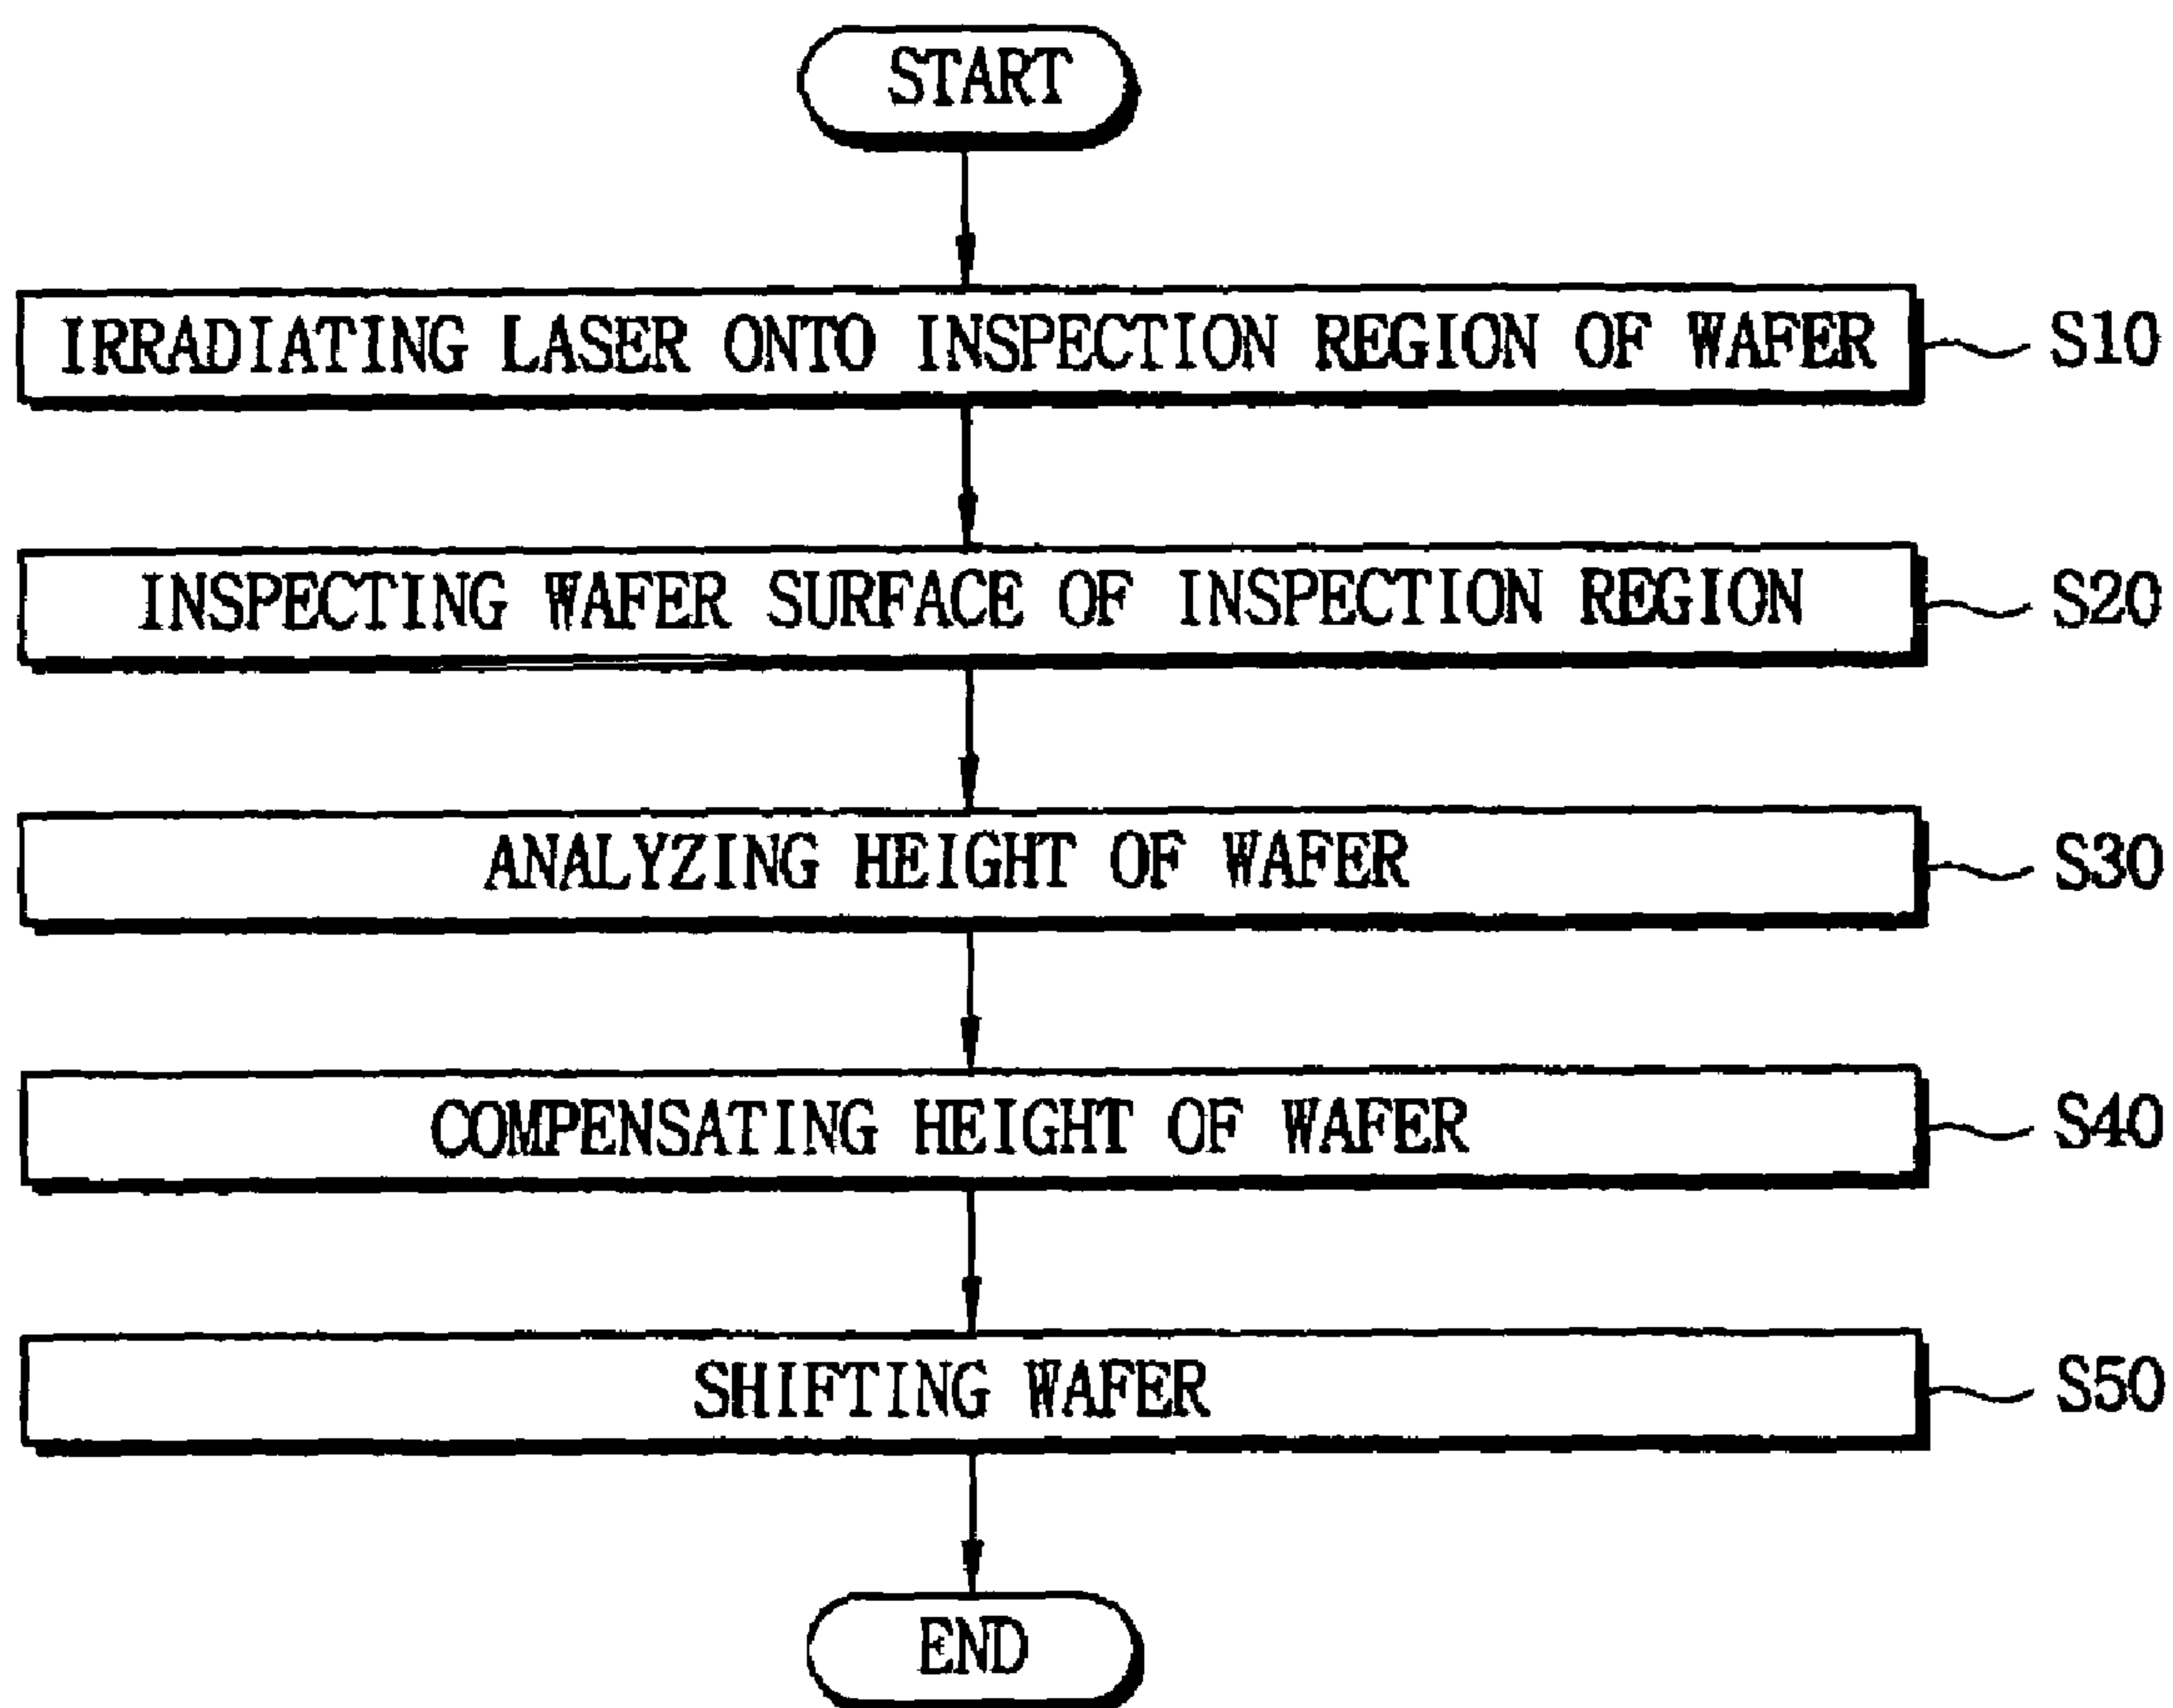 START
IRRADIATING LASER ONTO INSPECTION REGION OF WAFER S10
INSPECTING WAFER SURFACE OF INSPECTION REGION S20
ANALYZING HEIGHT OF WAFER S30
COMPENSATING HEIGHT OF WAFER S40
SHIFTING WAFER S50
END